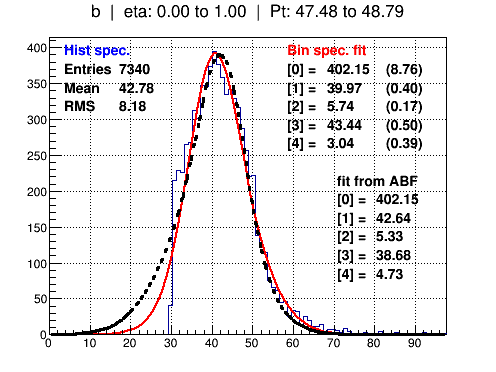 b | eta: 0.00 to 1.00 | Pt: 47.48 to 48.79
Hist spec.
Entries 7340
Mean 42.78
RMS 8.18
Bin spec. fit
[0] = 402.15 (8.76)
[1] = 39.97 (0.40)
[2] = 5.74 (0.17)
[3] = 43.44 (0.50)
[4] = 3.04 (0.39)
fit from ABF
[0] = 402.15
[1] = 42.64
[2] = 5.33
[3] = 38.68
[4] = 4.73
400
350
300
250
200
150
100
50
0
0 10 20 30 40 50 60 70 80 90